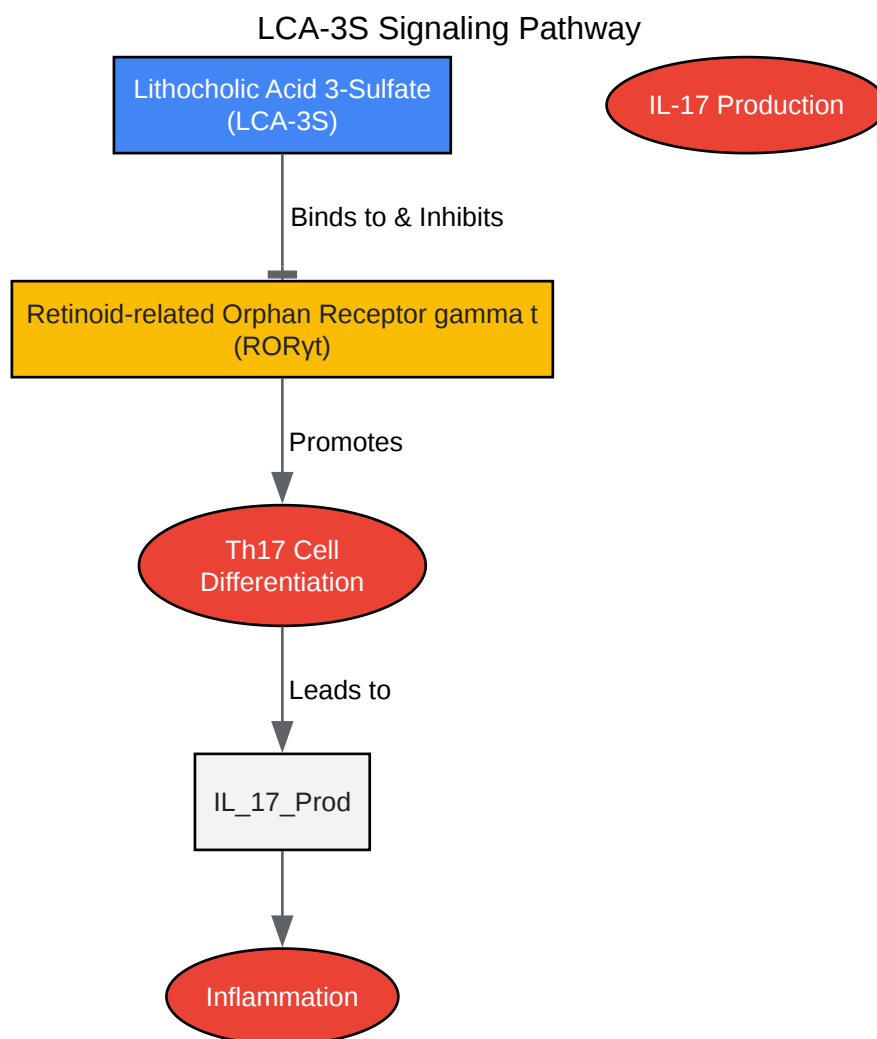 LCA-3S Signaling Pathway
Lithocholic Acid 3-Sulfate
(LCA-3S)
IL-17 Production
Binds to & Inhibits
Retinoid-related Orphan Receptor gamma t
(RORγt)
Promotes
Th17 Cell
Differentiation
Leads to
IL_17_Prod
Inflammation